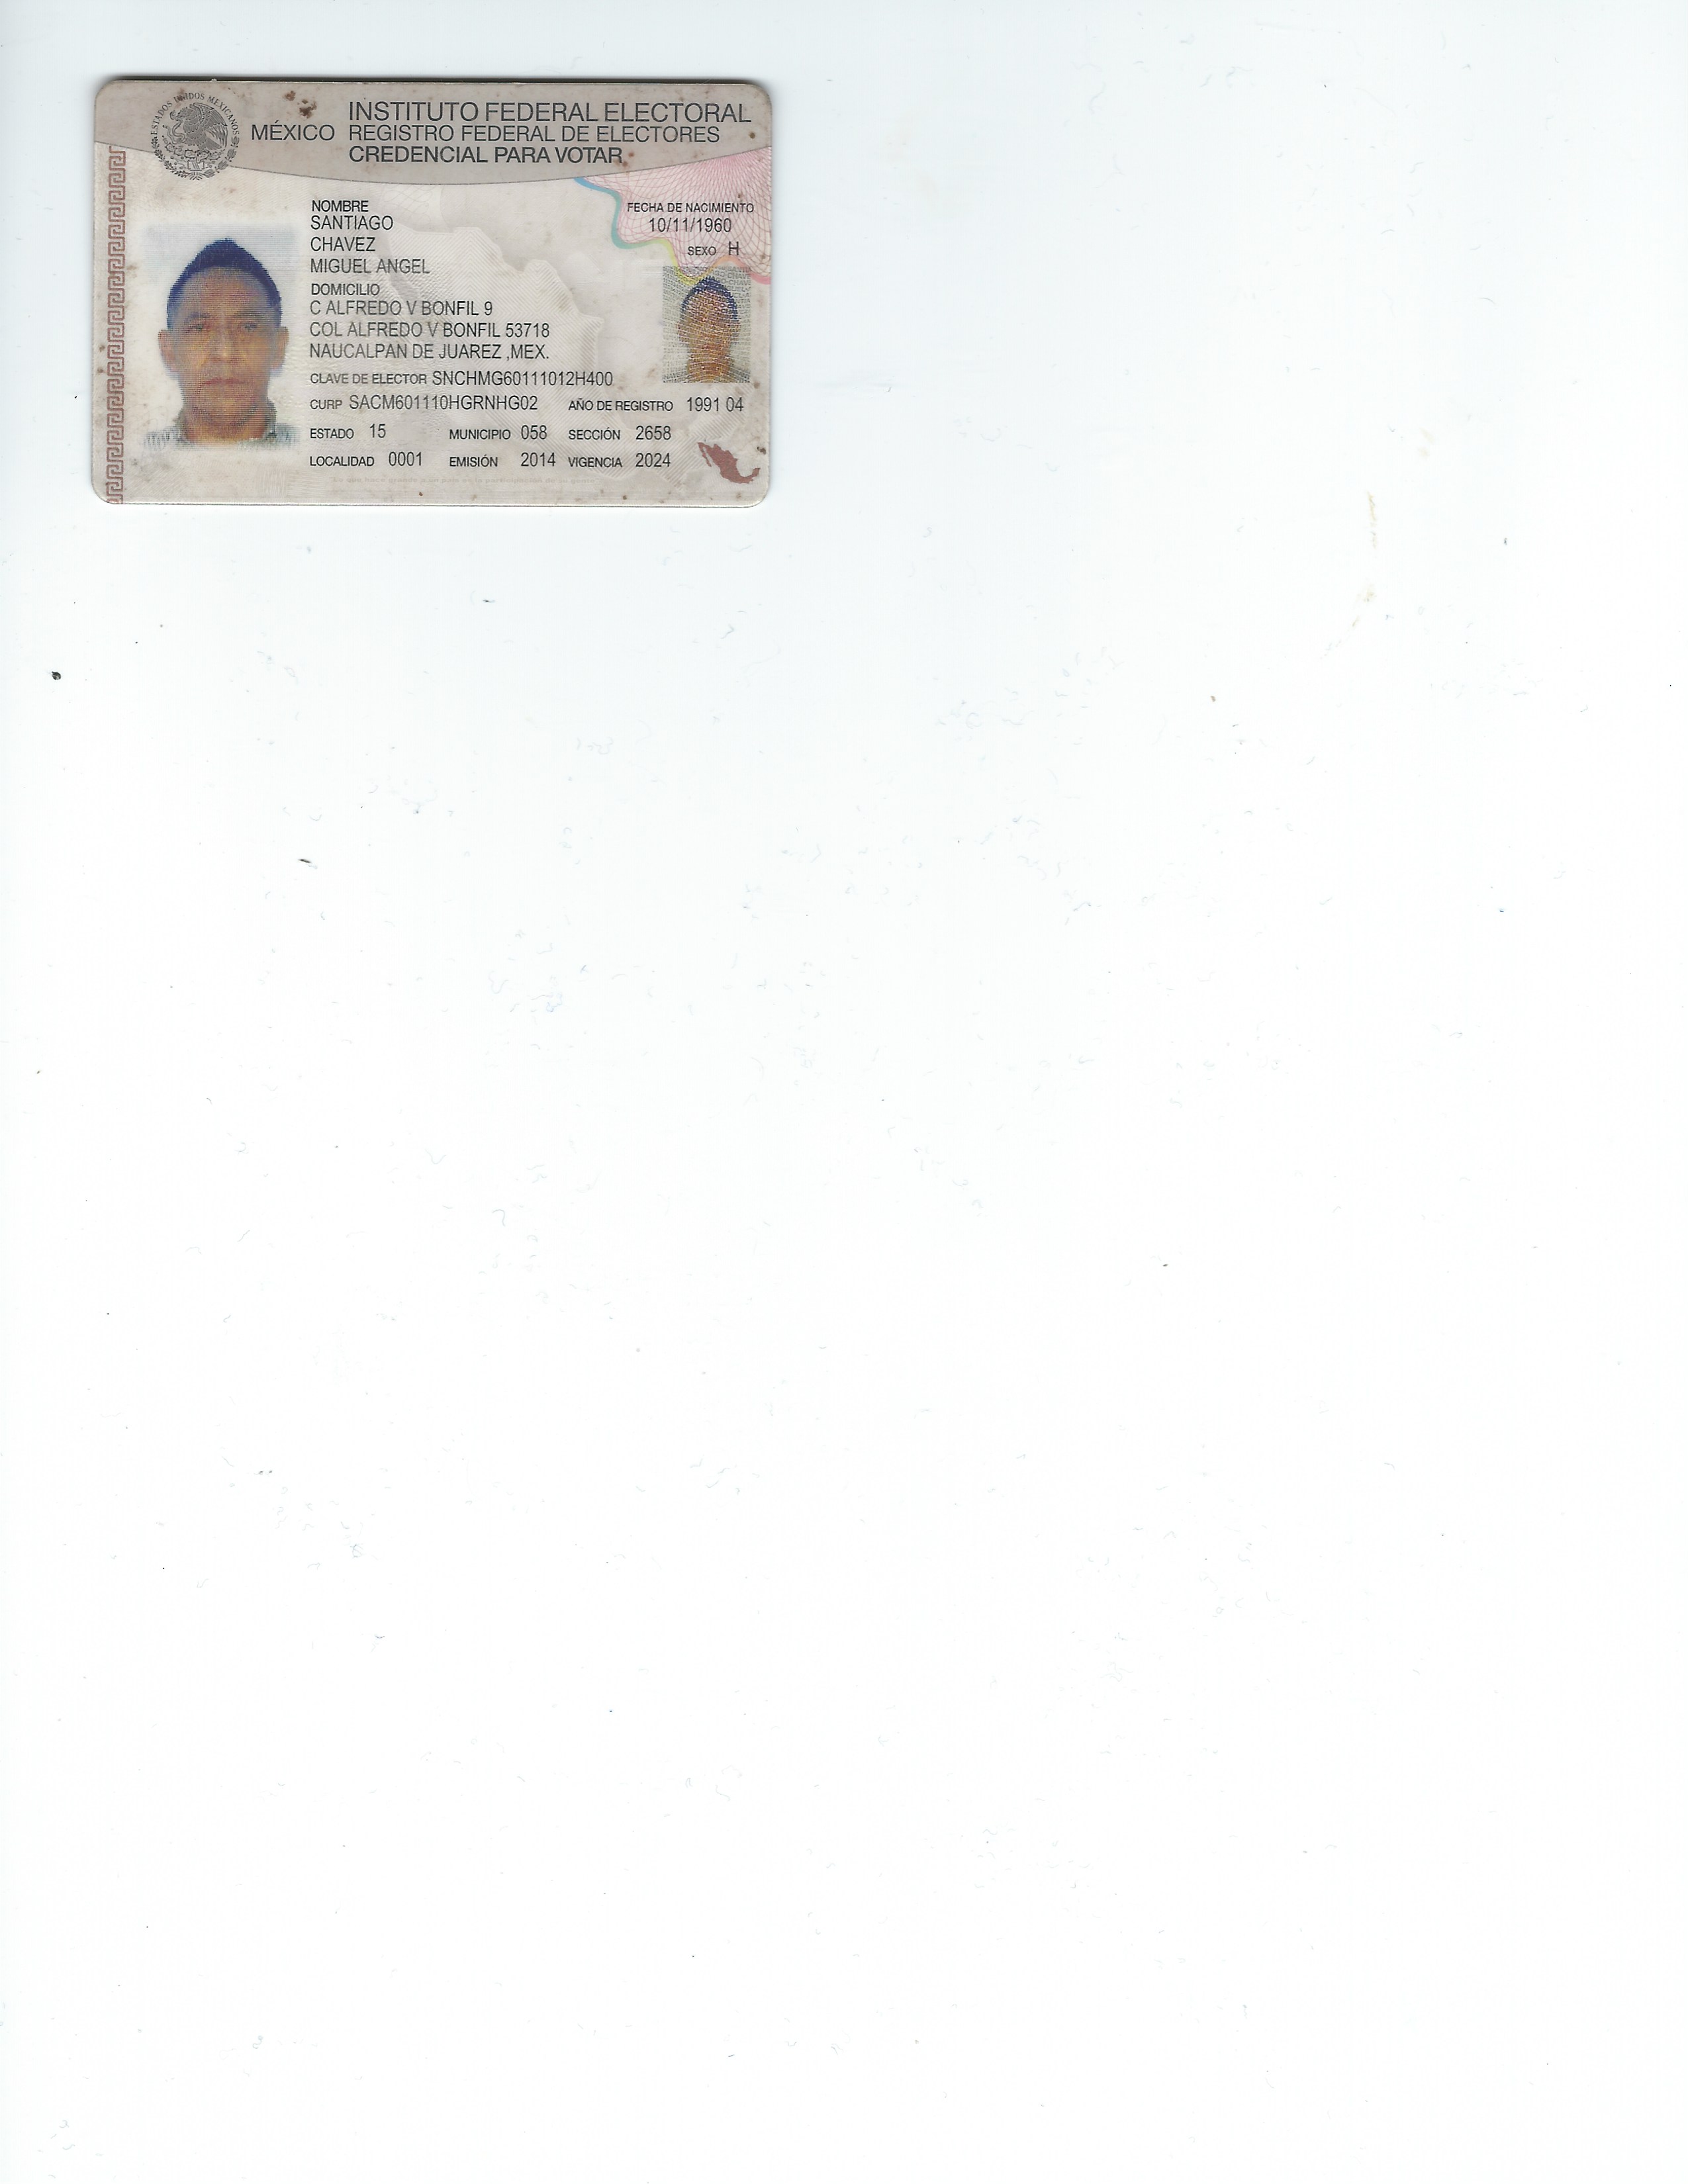 ESTADOS UNIDOS MEXICANOS
MÉXICO
INSTITUTO FEDERAL ELECTORAL
REGISTRO FEDERAL DE ELECTORES
CREDENCIAL PARA VOTAR
NOMBRE
SANTIAGO
CHAVEZ
MIGUEL ANGEL
FECHA DE NACIMIENTO
10/11/1960
SEXO H
DOMICILIO
C ALFREDO V BONFIL 9
COL ALFREDO V BONFIL 53718
NAUCALPAN DE JUAREZ ,MEX.
CLAVE DE ELECTOR SNCHMG60111012H400
CURP SACM601110HGRNHG02 AÑO DE REGISTRO 1991 04
ESTADO 15 MUNICIPIO 058 SECCIÓN 2658
LOCALIDAD 0001 EMISIÓN 2014 VIGENCIA 2024